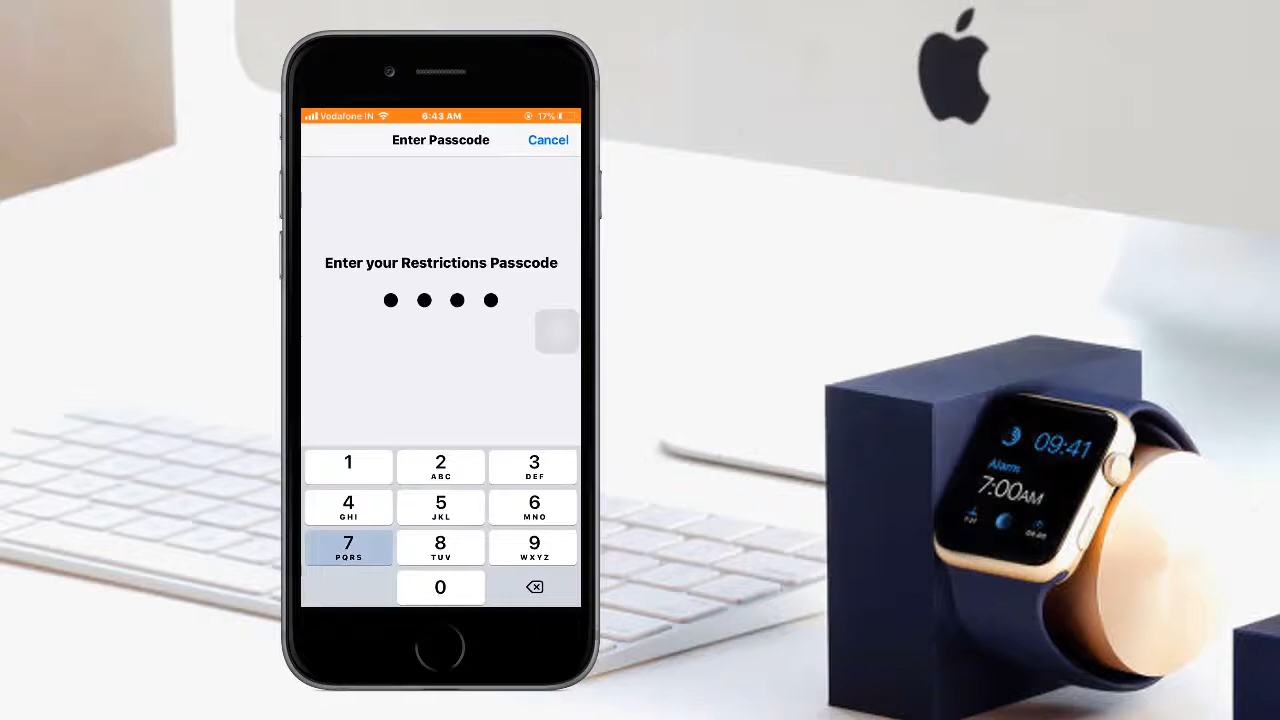 Vodafone IN 6:43 AM 17%
Enter Passcode Cancel
Enter your Restrictions Passcode
1 2 3
ABC DEF
4 5 6
GHI JKL MNO
7 8 9
PQRS TUV WXYZ
0
09:41
Alarm
7:00AM